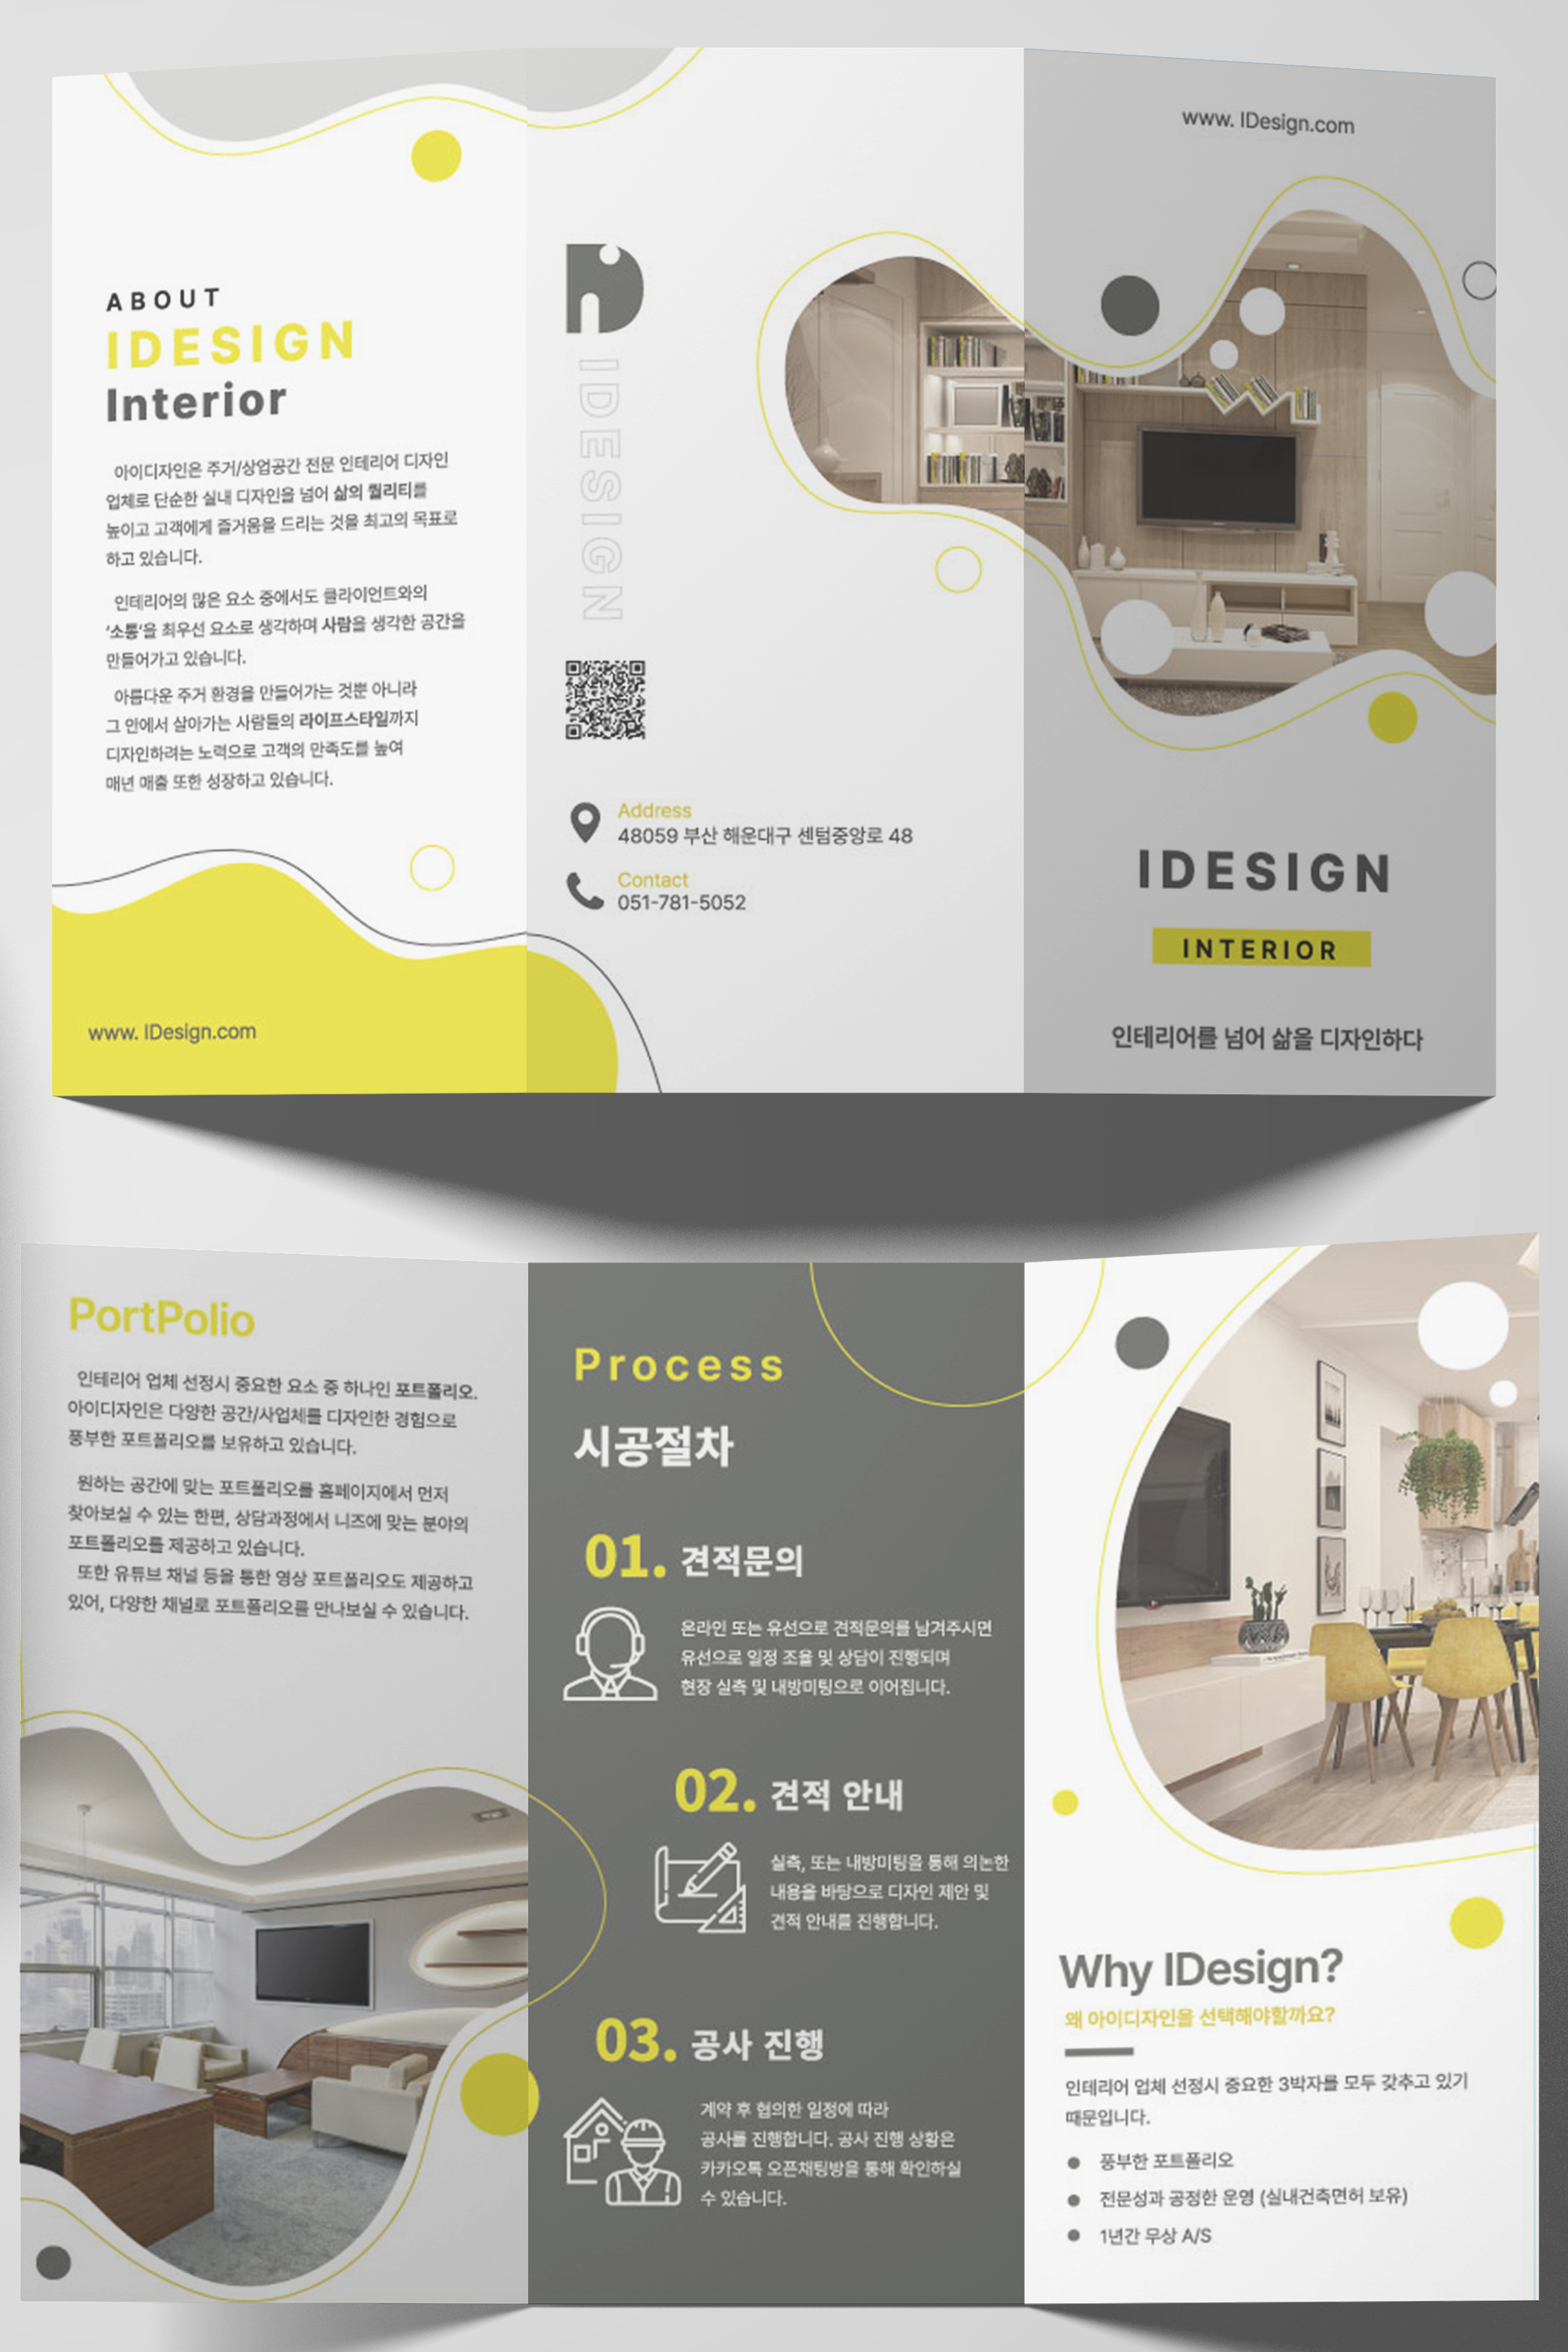 ABOUT
IDESIGN
Interior
아이디자인은 주거/상업공간 전문 인테리어 디자인
업체로 단순한 실내 디자인을 넘어 삶의 퀄리티를
높이고 고객에게 즐거움을 드리는 것을 최고의 목표로
하고 있습니다.
인테리어의 많은 요소 중에서도 클라이언트와의
‘소통’을 최우선 요소로 생각하며 사람을 생각한 공간을
만들어가고 있습니다.
아름다운 주거 환경을 만들어가는 것뿐 아니라
그 안에서 살아가는 사람들의 라이프스타일까지
디자인하려는 노력으로 고객의 만족도를 높여
매년 매출 또한 성장하고 있습니다.
www. IDesign.com
IDESIGN
Address
48059 부산 해운대구 센텀중앙로 48
Contact
051-781-5052
www. IDesign.com
IDESIGN
INTERIOR
인테리어를 넘어 삶을 디자인하다
PortPolio
인테리어 업체 선정시 중요한 요소 중 하나인 포트폴리오.
아이디자인은 다양한 공간/사업체를 디자인한 경험으로
풍부한 포트폴리오를 보유하고 있습니다.
원하는 공간에 맞는 포트폴리오를 홈페이지에서 먼저
찾아보실 수 있는 한편, 상담과정에서 니즈에 맞는 분야의
포트폴리오를 제공하고 있습니다.
또한 유튜브 채널 등을 통한 영상 포트폴리오도 제공하고
있어, 다양한 채널로 포트폴리오를 만나보실 수 있습니다.
Process
시공절차
01. 견적문의
온라인 또는 유선으로 견적문의를 남겨주시면
유선으로 일정 조율 및 상담이 진행되며
현장 실측 및 내방미팅으로 이어집니다.
02. 견적 안내
실측, 또는 내방미팅을 통해 의논한
내용을 바탕으로 디자인 제안 및
견적 안내를 진행합니다.
03. 공사 진행
계약 후 협의한 일정에 따라
공사를 진행합니다. 공사 진행 상황은
카카오톡 오픈채팅방을 통해 확인하실
수 있습니다.
Why IDesign?
왜 아이디자인을 선택해야할까요?
인테리어 업체 선정시 중요한 3박자를 모두 갖추고 있기
때문입니다.
● 풍부한 포트폴리오
● 전문성과 공정한 운영 (실내건축면허 보유)
● 1년간 무상 A/S